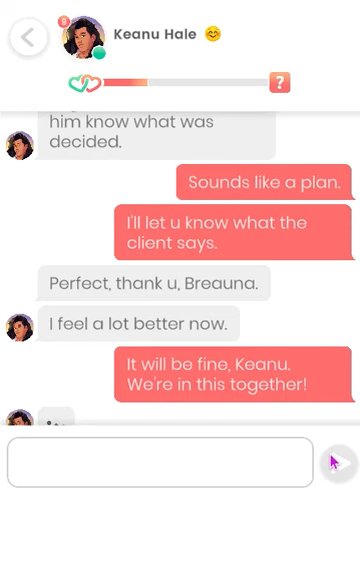 9
Keanu Hale
?
him know what was
decided.
Sounds like a plan.
I'll let u know what the
client says.
Perfect, thank u, Breauna.
I feel a lot better now.
It will be fine, Keanu.
We're in this together!